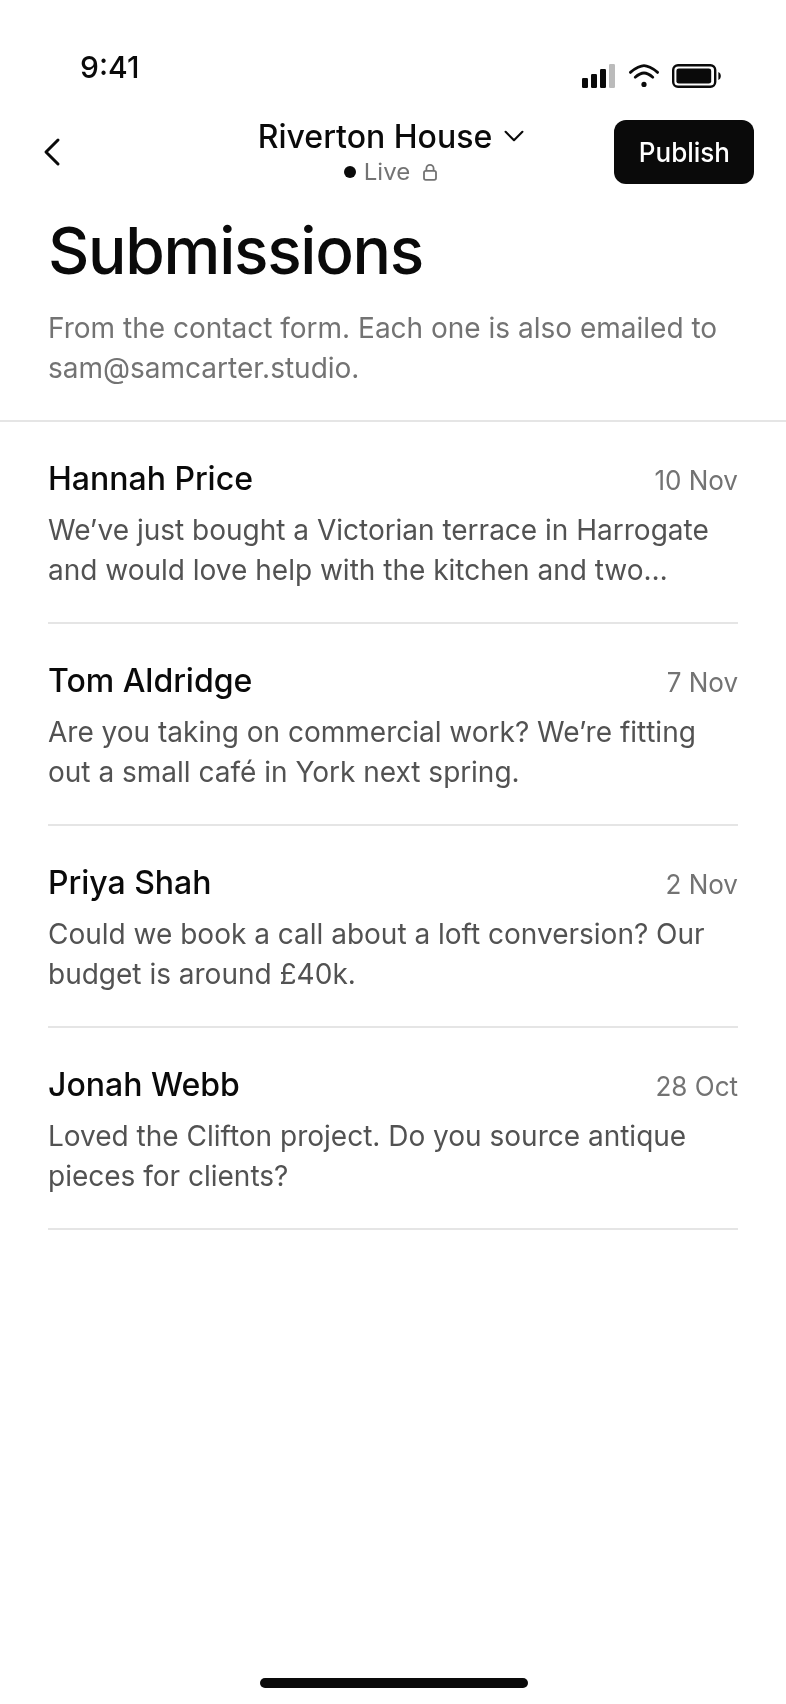 9:41
Riverton House
Live
Publish
Submissions
From the contact form. Each one is also emailed to
sam@samcarter.studio.
Hannah Price
10 Nov
We’ve just bought a Victorian terrace in Harrogate
and would love help with the kitchen and two…
Tom Aldridge
7 Nov
Are you taking on commercial work? We’re fitting
out a small café in York next spring.
Priya Shah
2 Nov
Could we book a call about a loft conversion? Our
budget is around £40k.
Jonah Webb
28 Oct
Loved the Clifton project. Do you source antique
pieces for clients?